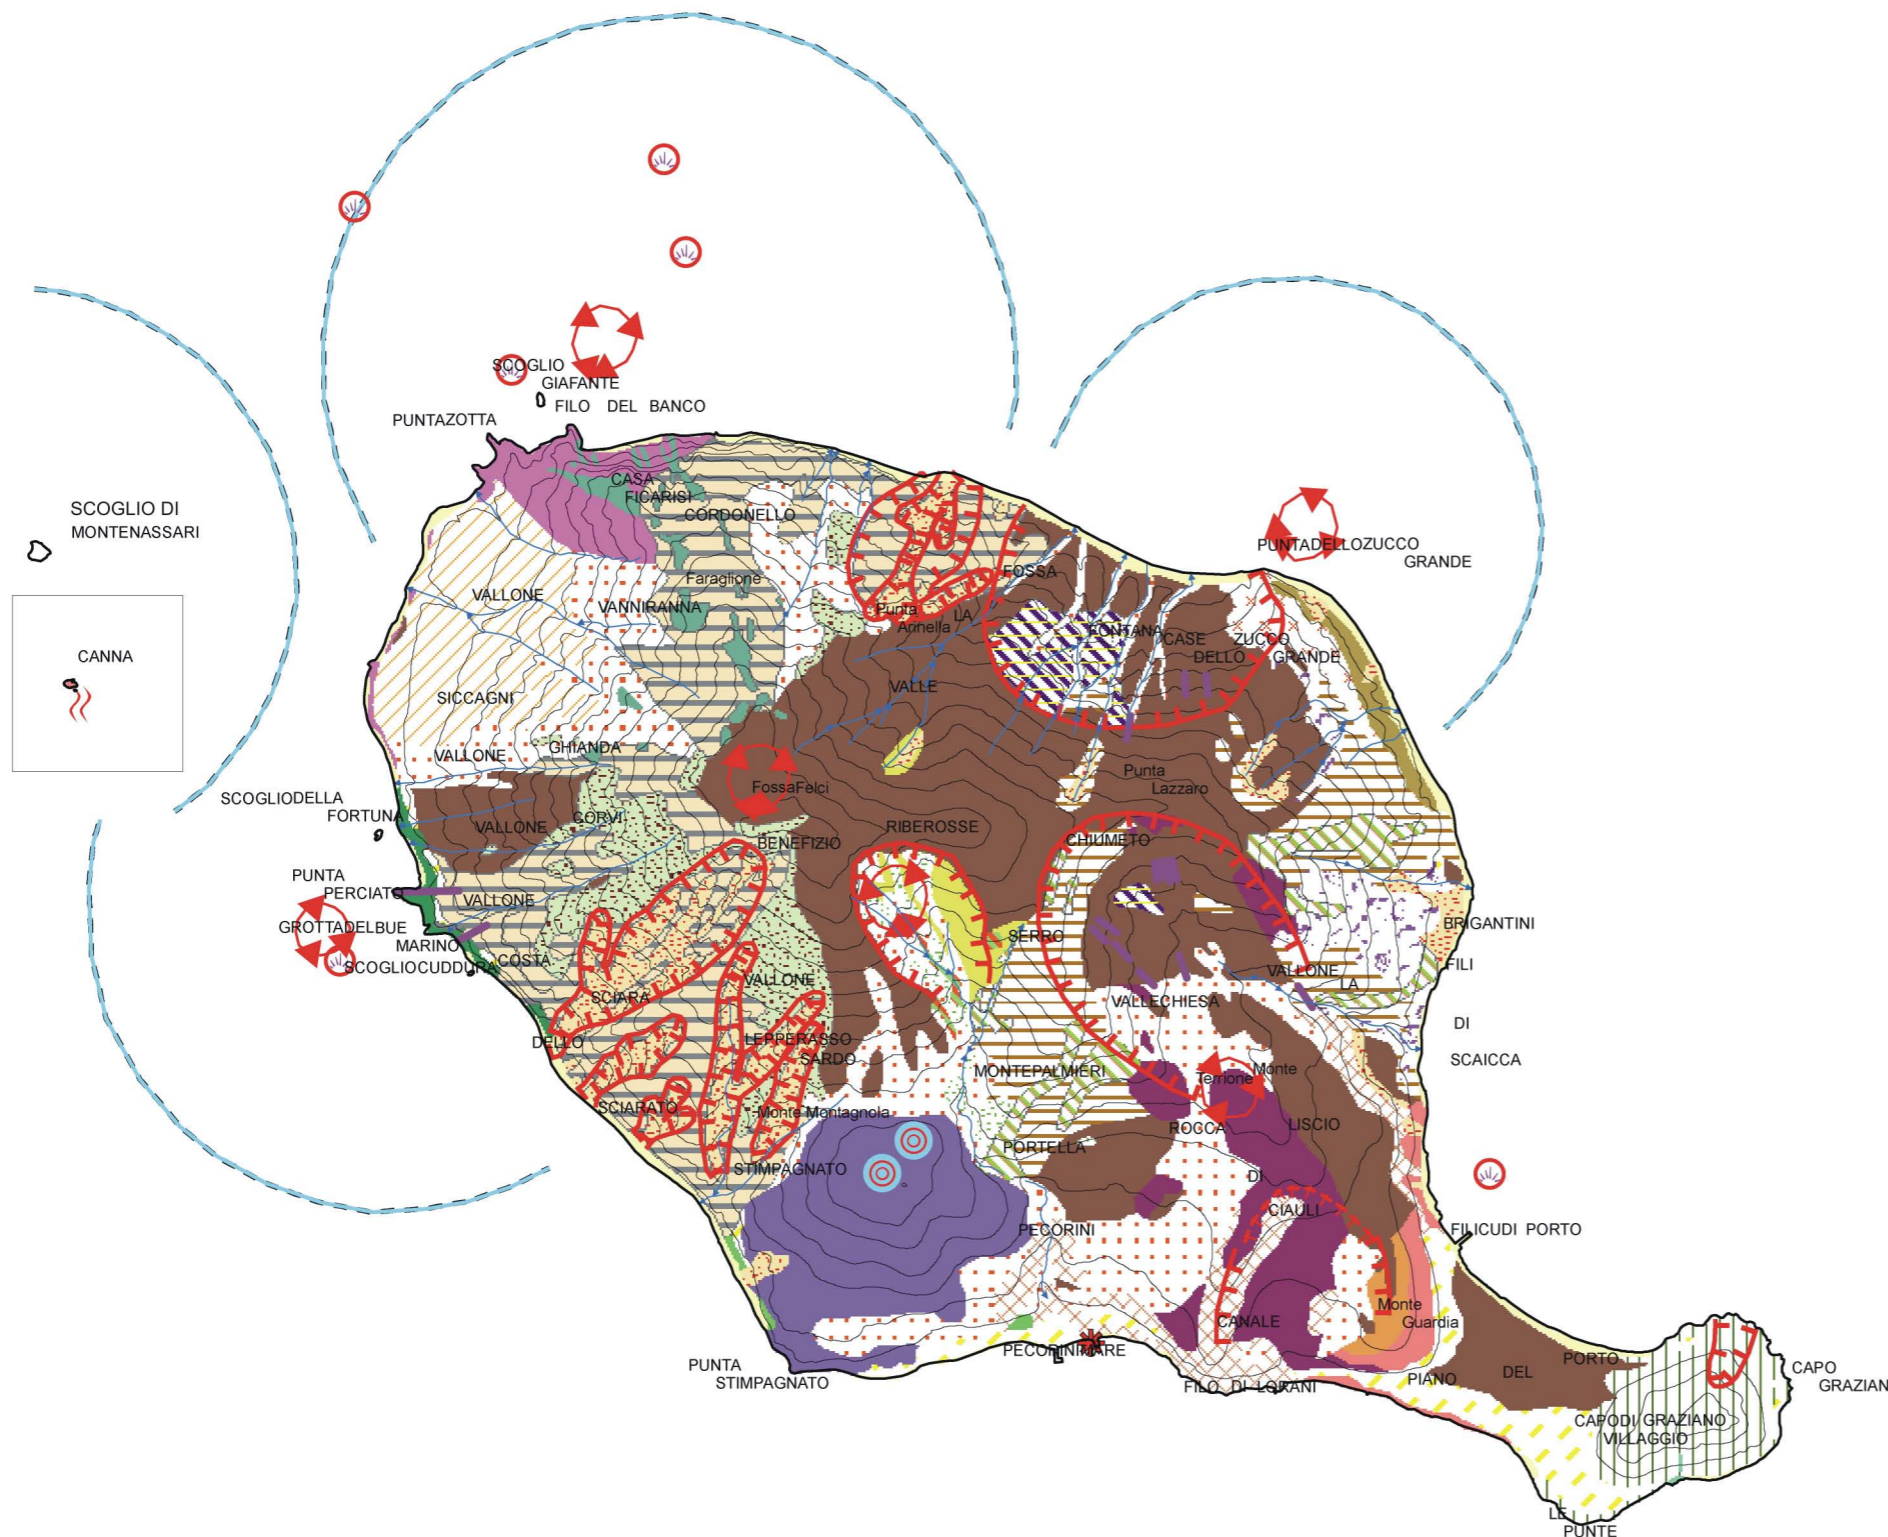 SCOGLIO
GIAFANTE
FILO DEL BANCO
PUNTAZOTTA
CASA
FICARISI
CORDONELLO
SCOGLIO DI
MONTENASSARI
PUNTADELLOZUCCO
GRANDE
FOSSA
Faraglione
VALLONE
VANNIRANNA
Punta
Arinella
LA
FONTANA
CASE
ZUCCO
DELLO
GRANDE
CANNA
VALLE
SICCAGNI
VALLONE
GHIANDA
Punta
Lazzaro
FossaFelci
SCOGLIODELLA
FORTUNA
VALLONE
CORVI
BENEFIZIO
RIBEROSSE
CHIUMETO
PUNTA
PERCIATO
VALLONE
GROTTADELBUE
MARINO
SCOGLIOCUDDURA
COSTA
SERRO
BRIGANTINI
FILI
VALLONE
LA
VALLONE
SCIARA
VALLECHIESA
DI
SCAICCA
DELLO
LEPPERASSO
SARDO
MONTEPALMIERI
Monte
Terrione
SCIARATO
Monte Montagnola
ROCCA
LISCIO
PORTELLA
STIMPAGNATO
DI
CIAULI
PECORINI
FILICUDI PORTO
Monte
Guardia
CANALE
PECORINIMARE
PUNTA
STIMPAGNATO
FILO DI LORANI
PIANO
DEL
PORTO
CAPO
GRAZIAN
CAPODI GRAZIANO
VILLAGGIO
LE
PUNTE